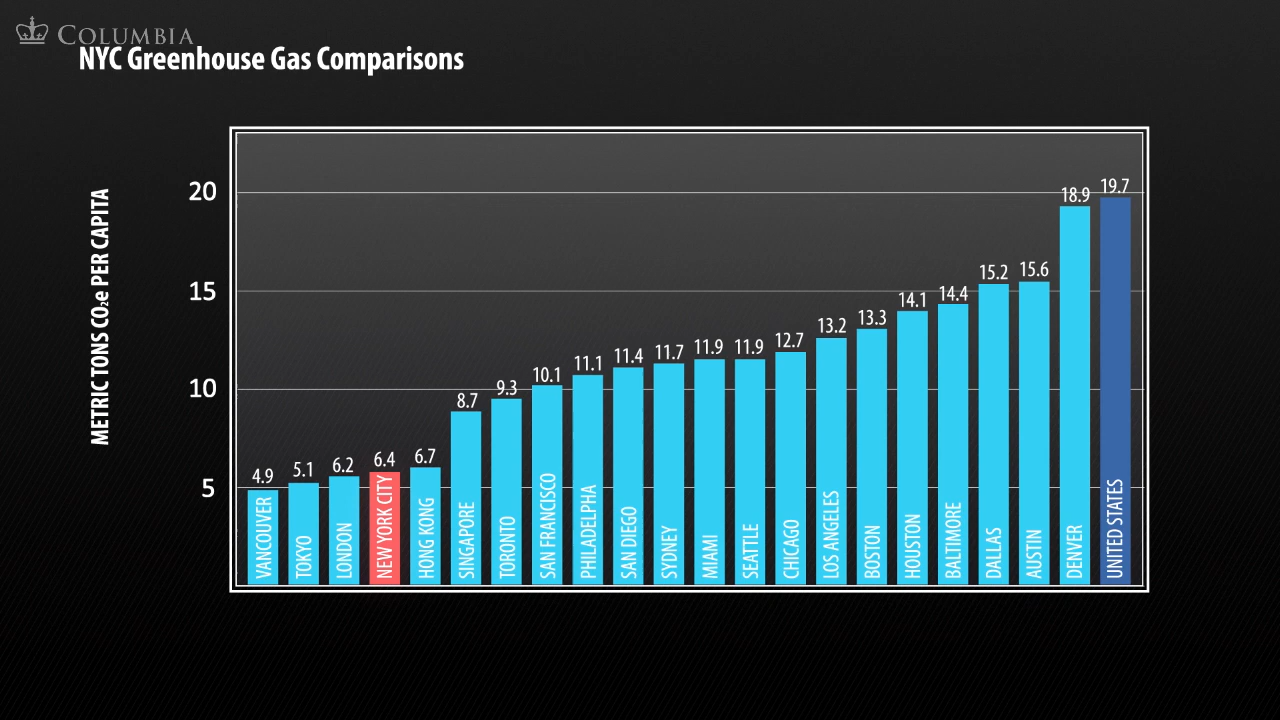 COLUMBIA
NYC Greenhouse Gas Comparisons
METRIC TONS CO2e PER CAPITA
20
15
10
5
4.9
5.1
6.2
6.4
6.7
8.7
9.3
10.1
11.1
11.4
11.7
11.9
11.9
12.7
13.2
13.3
14.1
14.4
15.2
15.6
18.9
19.7
VANCOUVER
TOKYO
LONDON
NEW YORK CITY
HONG KONG
SINGAPORE
TORONTO
SAN FRANCISCO
PHILADELPHA
SAN DIEGO
SYDNEY
MIAMI
SEATTLE
CHICAGO
LOS ANGELES
BOSTON
HOUSTON
BALTIMORE
DALLAS
AUSTIN
DENVER
UNITED STATES